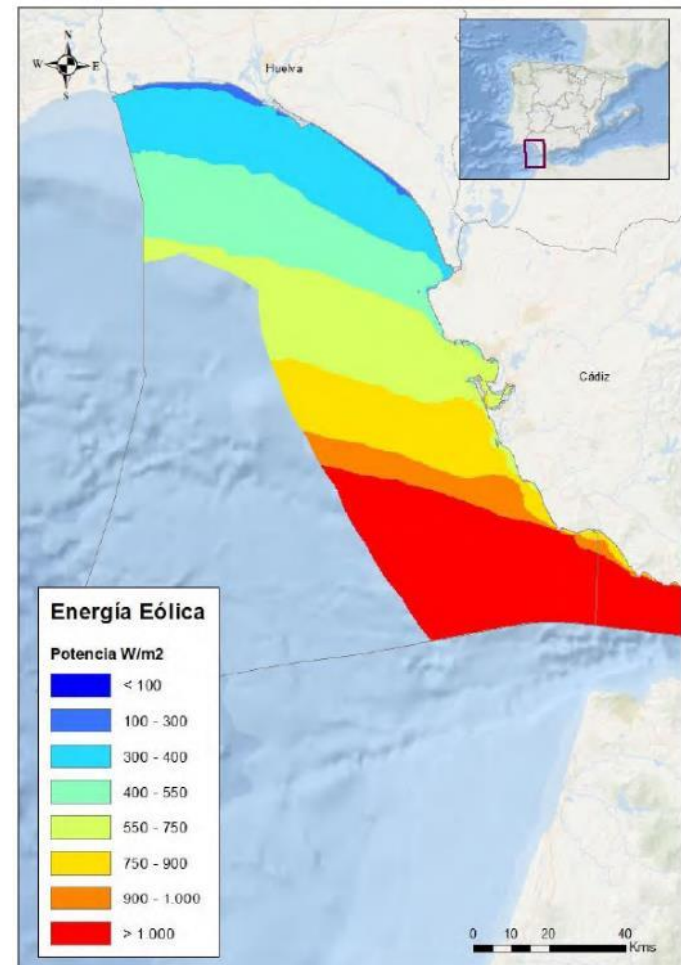 N
W E
S
Huelva
Cádiz
Energía Eólica
Potencia W/m2
< 100
100 - 300
300 - 400
400 - 550
550 - 750
750 - 900
900 - 1.000
> 1.000
0 5 10 20 40
Kms